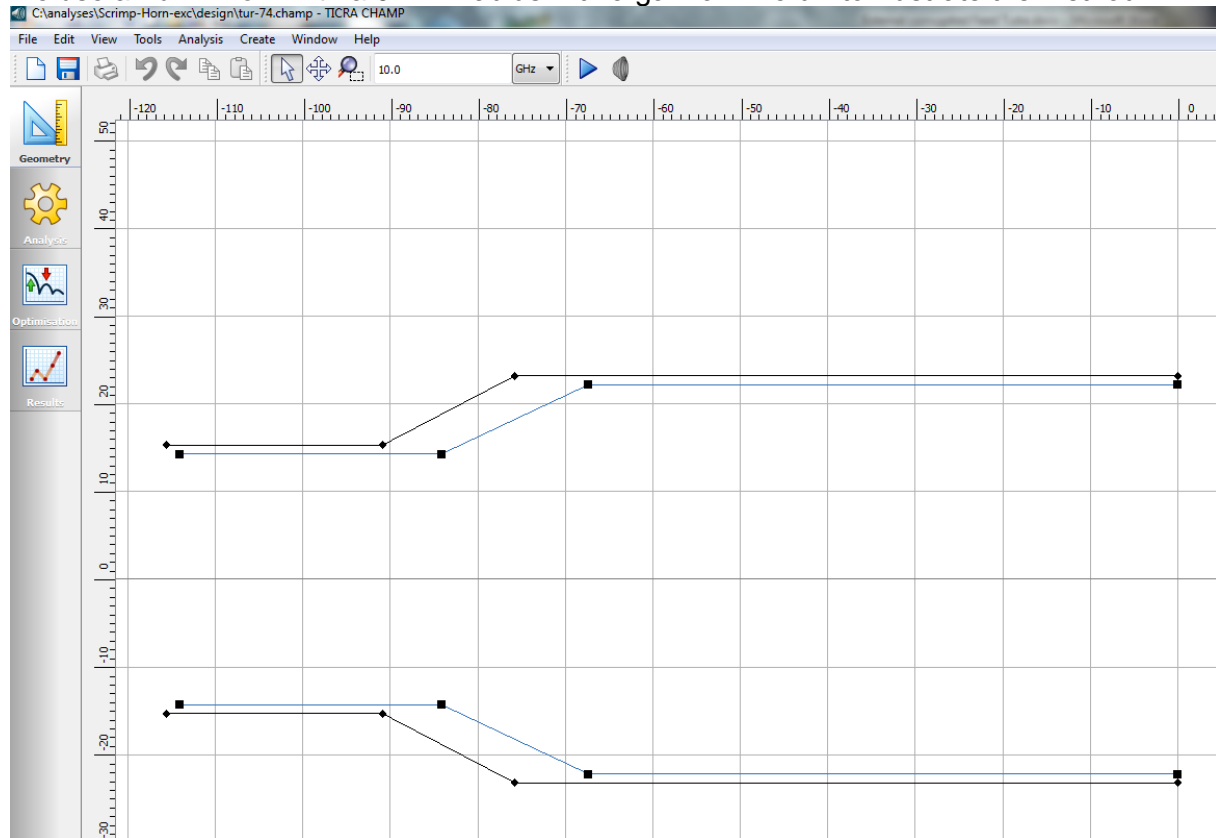 C:\analyses\Scrimp-Horn-exc\design\tur-74.champ - TICRA CHAMP
File Edit View Tools Analysis Create Window Help
10.0 GHz
-120 -110 -100 -90 -80 -70 -60 -50 -40 -30 -20 -10 0
50
Geometry
40
Analysis
30
Optimisation
20
Results
10
0
-10
-20
-30